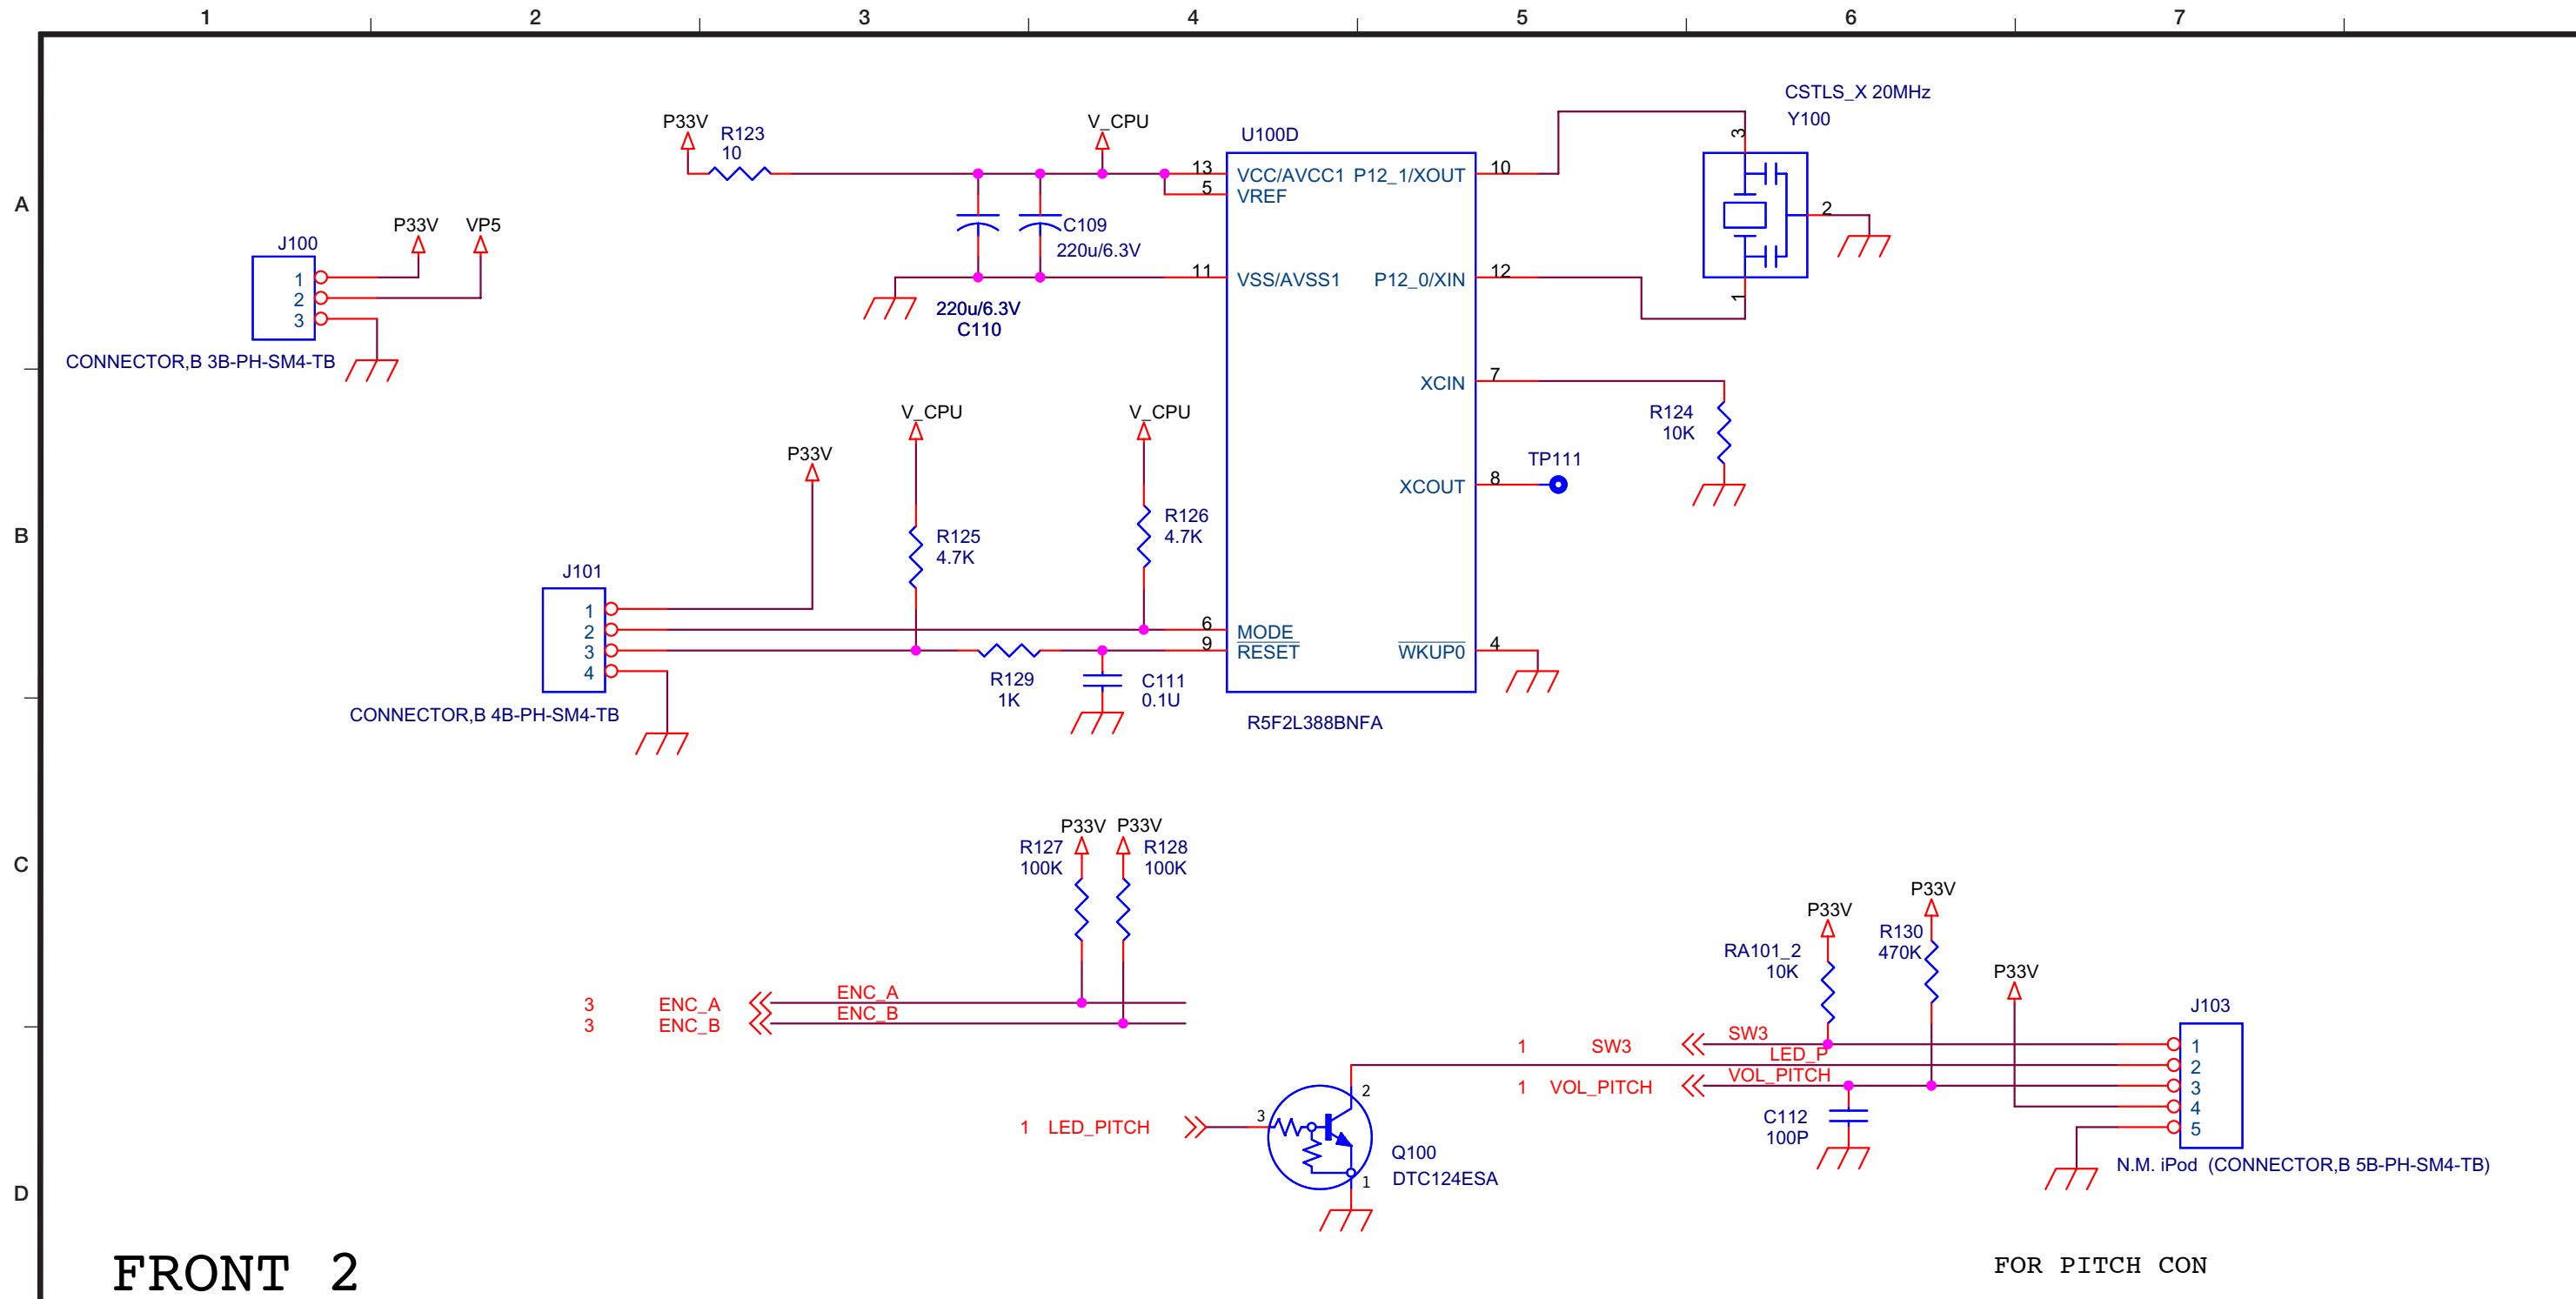 1 2 3 4 5 6 7
CSTLS_X 20MHz
Y100
P33V
R123
10
V_CPU
U100D
3
13
VCC/AVCC1
P12_1/XOUT
10
5
VREF
A
2
P33V
VP5
J100
C109
220u/6.3V
1
2
3
11
VSS/AVSS1
P12_0/XIN
12
1
220u/6.3V
C110
CONNECTOR,B 3B-PH-SM4-TB
XCIN
7
V_CPU
V_CPU
R124
10K
P33V
TP111
XCOUT
8
B
R125
4.7K
R126
4.7K
J101
1
2
3
4
6
MODE
9
RESET
WKUP0
4
R129
1K
C111
0.1U
CONNECTOR,B 4B-PH-SM4-TB
R5F2L388BNFA
P33V
P33V
R127
100K
R128
100K
C
P33V
P33V
R130
470K
RA101_2
10K
P33V
3 ENC_A
ENC_A
3 ENC_B
ENC_B
J103
1 SW3
SW3
LED_P
1 VOL_PITCH
VOL_PITCH
1
2
3
4
5
2
3
1 LED_PITCH
C112
100P
Q100
DTC124ESA
1
N.M. iPod (CONNECTOR,B 5B-PH-SM4-TB)
D
FRONT 2
FOR PITCH CON